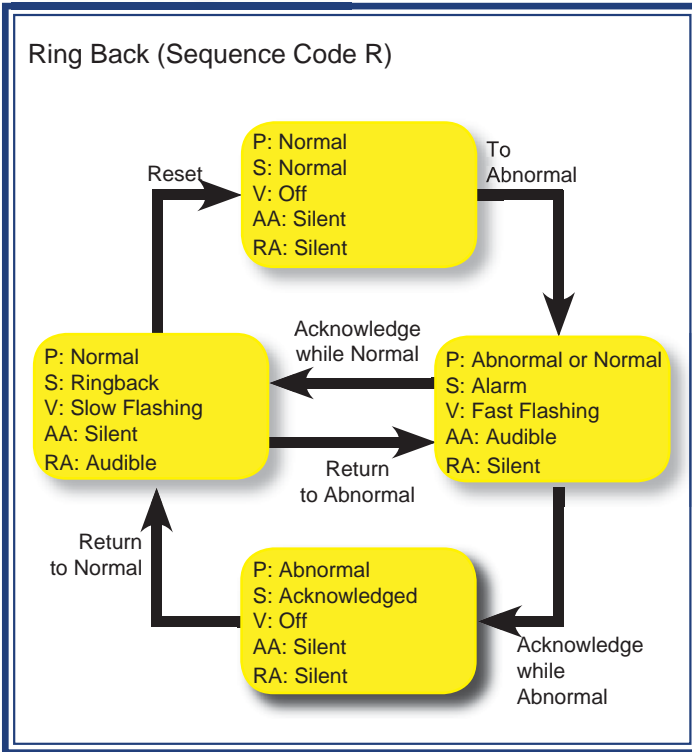 Ring Back (Sequence Code R)
P: Normal
S: Normal
V: Off
AA: Silent
RA: Silent
Reset
To
Abnormal
Acknowledge
while Normal
P: Normal
S: Ringback
V: Slow Flashing
AA: Silent
RA: Audible
P: Abnormal or Normal
S: Alarm
V: Fast Flashing
AA: Audible
RA: Silent
Return
to Abnormal
Return
to Normal
P: Abnormal
S: Acknowledged
V: Off
AA: Silent
RA: Silent
Acknowledge
while
Abnormal